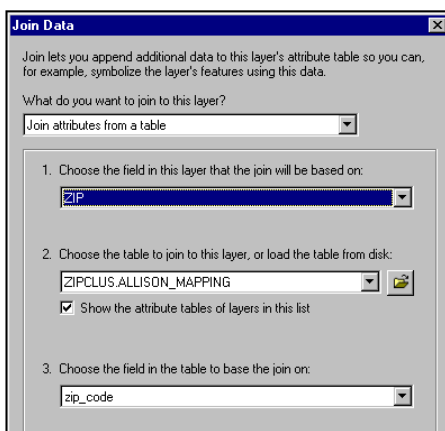 Join Data
Join lets you append additional data to this layer's attribute table so you can,
for example, symbolize the layer's features using this data.
What do you want to join to this layer?
Join attributes from a table
1. Choose the field in this layer that the join will be based on:
ZIP
2. Choose the table to join to this layer, or load the table from disk:
ZIPCLUS.ALLISON_MAPPING
Show the attribute tables of layers in this list
3. Choose the field in the table to base the join on:
zip_code